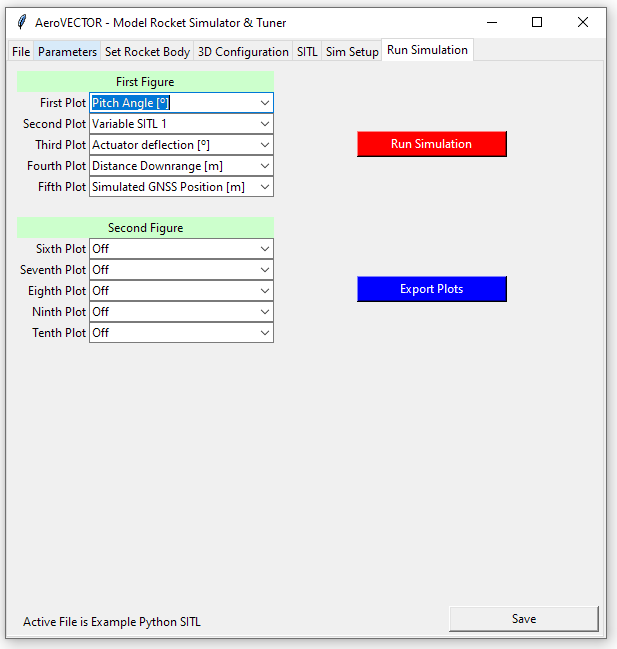 AeroVECTOR - Model Rocket Simulator & Tuner
File Parameters Set Rocket Body 3D Configuration SITL Sim Setup Run Simulation
First Figure
First Plot Pitch Angle [º]
Second Plot Variable SITL 1
Third Plot Actuator deflection [º]
Fourth Plot Distance Downrange [m]
Fifth Plot Simulated GNSS Position [m]
Run Simulation
Second Figure
Sixth Plot Off
Seventh Plot Off
Eighth Plot Off
Ninth Plot Off
Tenth Plot Off
Export Plots
Active File is Example Python SITL
Save